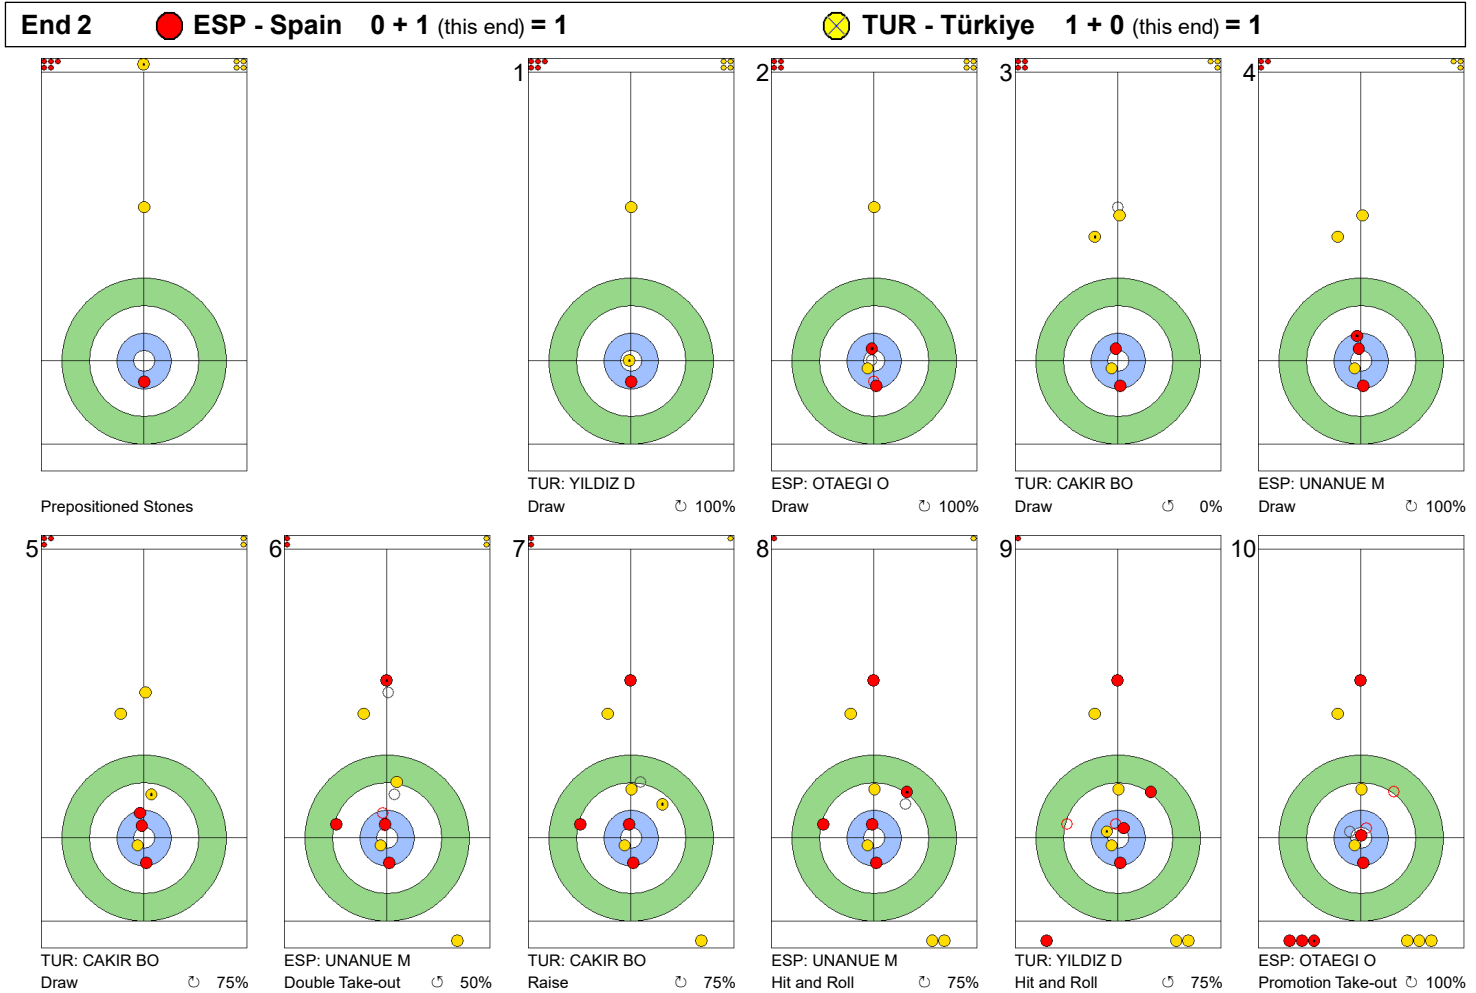 End 2 ESP - Spain 0 + 1 (this end) = 1 TUR - Türkiye 1 + 0 (this end) = 1
Prepositioned Stones
1
TUR: YILDIZ D
Draw ↻ 100%
2
ESP: OTAEGI O
Draw ↻ 100%
3
TUR: CAKIR BO
Draw ↺ 0%
4
ESP: UNANUE M
Draw ↻ 100%
5
TUR: CAKIR BO
Draw ↻ 75%
6
ESP: UNANUE M
Double Take-out ↺ 50%
7
TUR: CAKIR BO
Raise ↻ 75%
8
ESP: UNANUE M
Hit and Roll ↻ 75%
9
TUR: YILDIZ D
Hit and Roll ↺ 75%
10
ESP: OTAEGI O
Promotion Take-out ↻ 100%